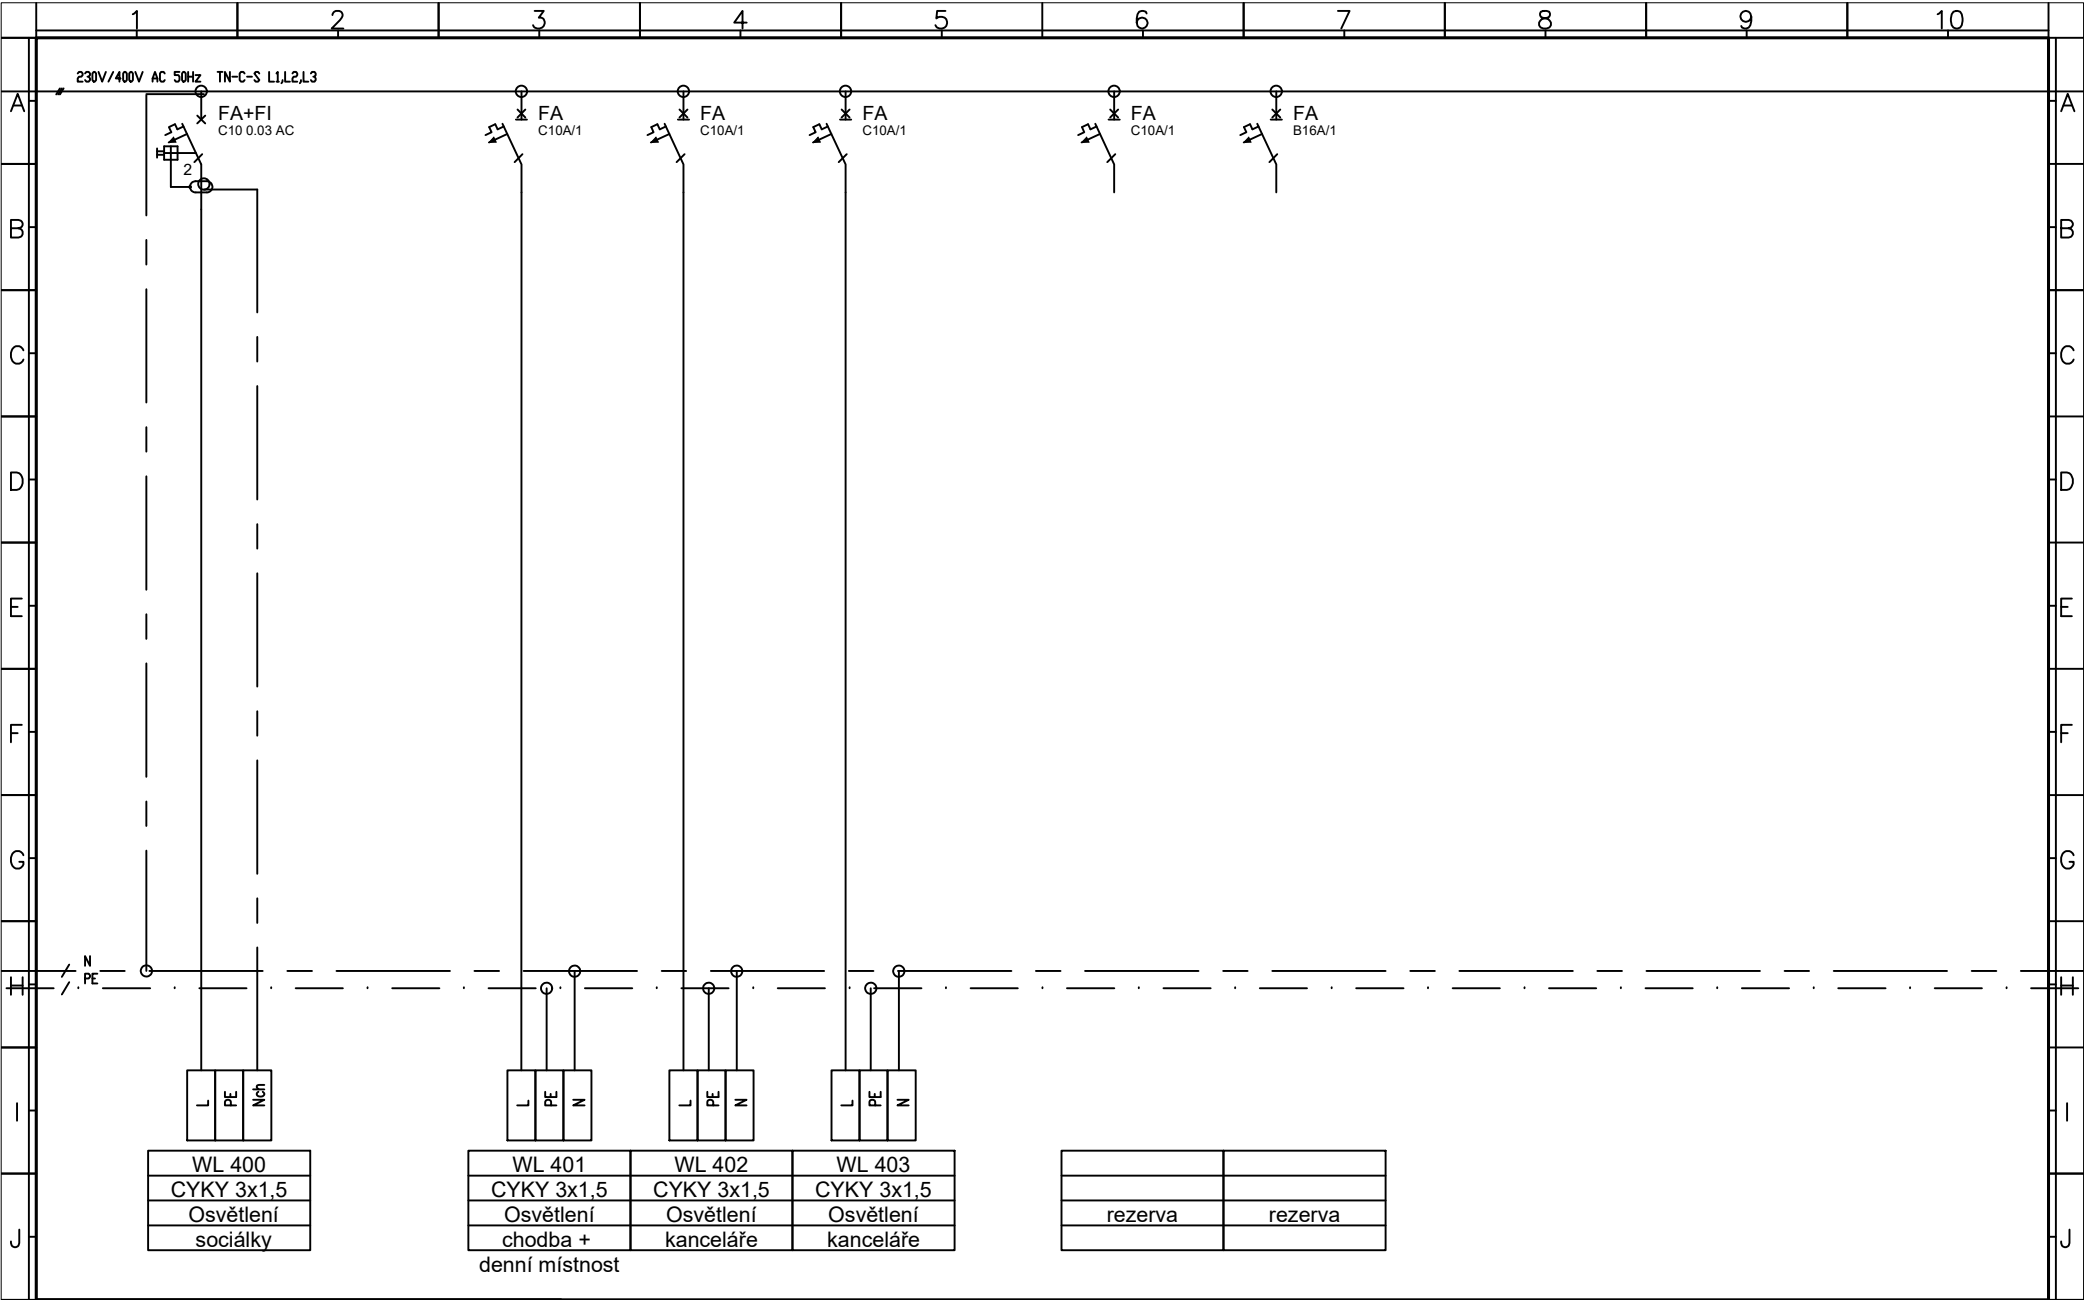 1 2 3 4 5 6 7 8 9 10
230V/400V AC 50Hz TN-C-S L1,L2,L3
A A
FA+FI FA FA FA FA FA
C10 0.03 AC C10A/1 C10A/1 C10A/1 C10A/1 B16A/1
2
B B
C C
D D
E E
F F
G G
N
PE
H H
L PE Nch L PE N L PE N L PE N
I I
WL 400 WL 401 WL 402 WL 403
CYKY 3x1,5 CYKY 3x1,5 CYKY 3x1,5 CYKY 3x1,5
Osvětlení Osvětlení Osvětlení Osvětlení rezerva rezerva
J sociálky chodba + kanceláře kanceláře J
denní místnost